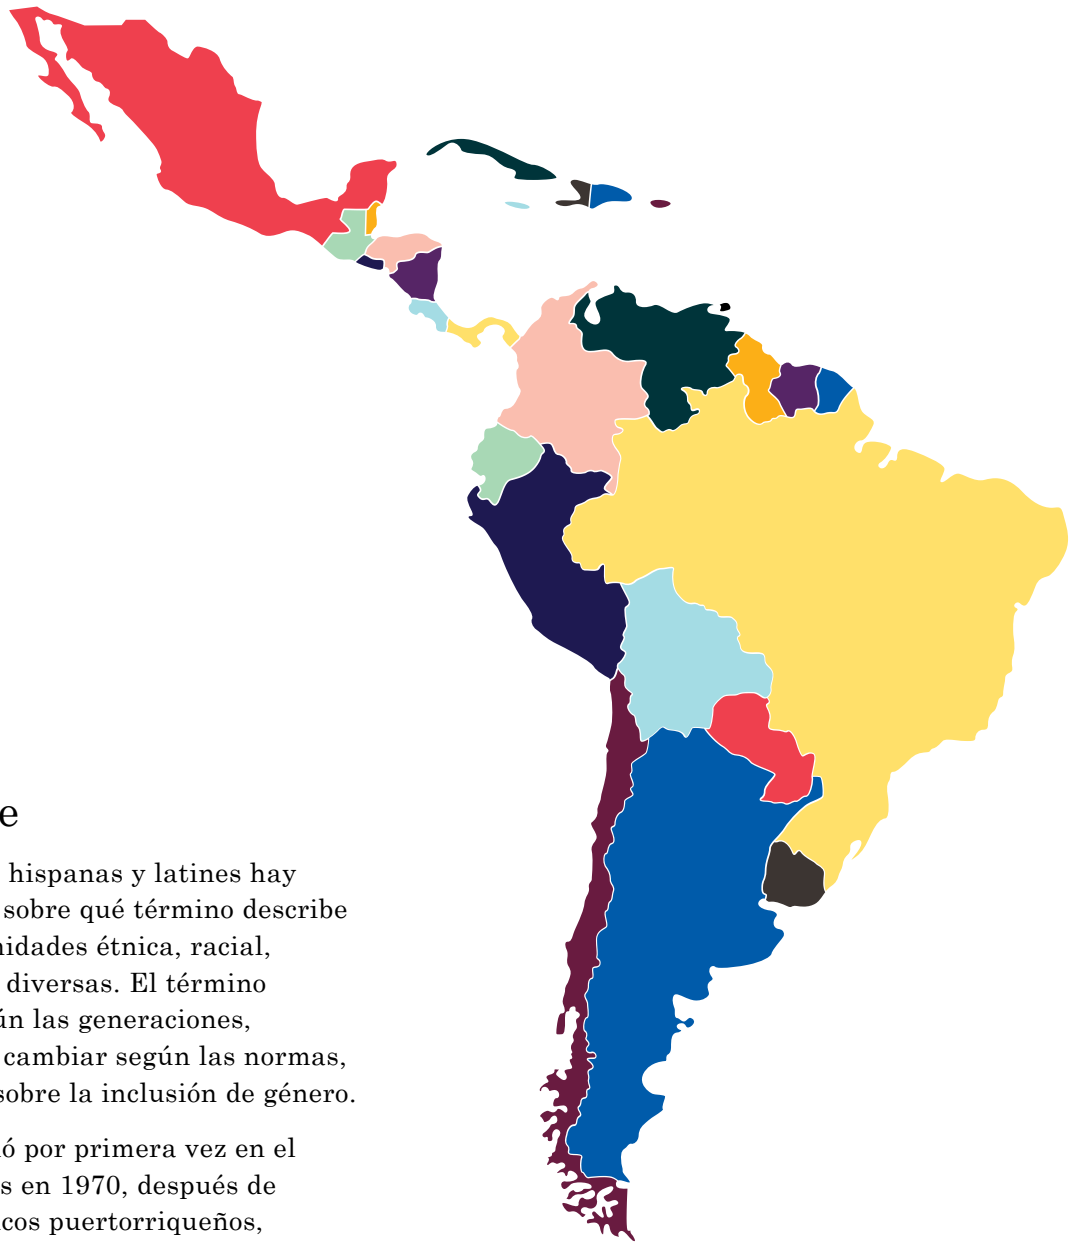 e
hispanas y latines hay
sobre qué término describe
nidades étnica, racial,
diversas. El término
ún las generaciones,
cambiar según las normas,
sobre la inclusión de género.
ó por primera vez en el
s en 1970, después de
cos puertorriqueños,